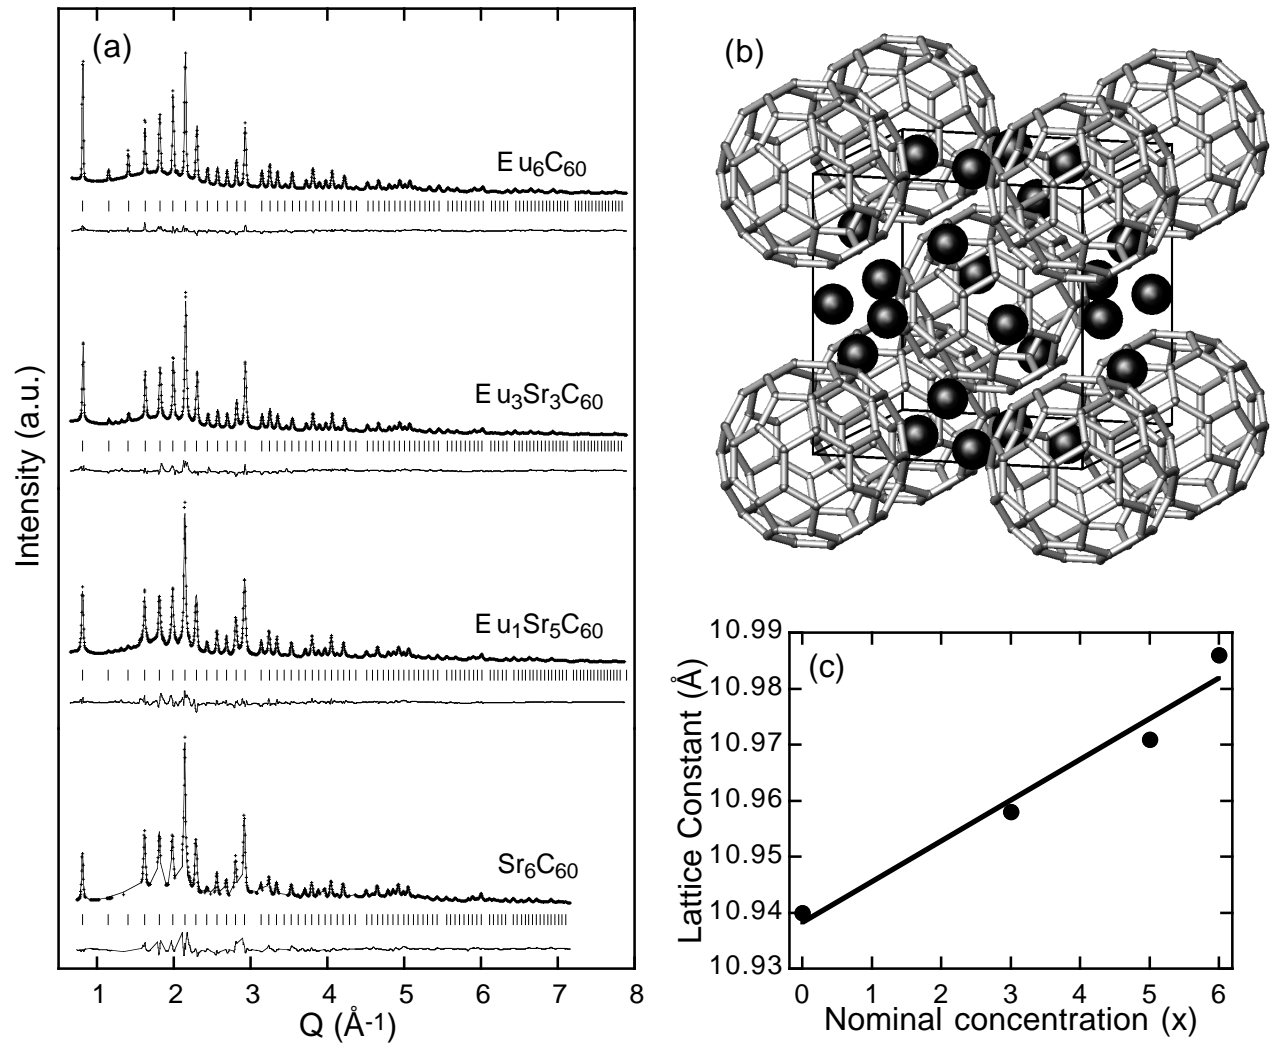 (a)
Eu6C60
Eu3Sr3C60
Eu1Sr5C60
Sr6C60
Intensity (a.u.)
1 2 3 4 5 6 7 8
Q (Å-1)
(b)
(c)
10.99
10.98
10.97
10.96
10.95
10.94
10.93
Lattice Constant (Å)
0 1 2 3 4 5 6
Nominal concentration (x)